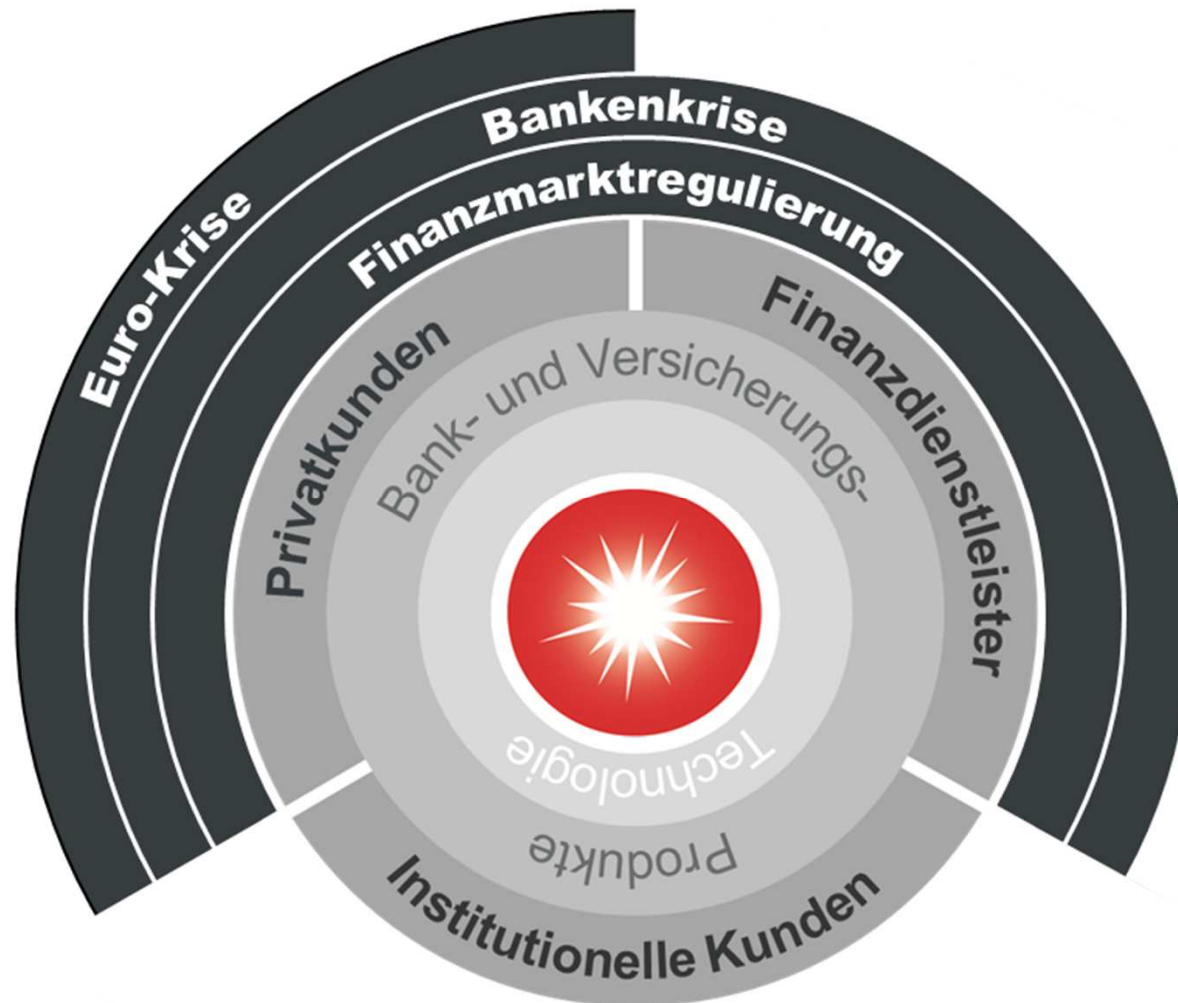 Euro-Krise
Bankenkrise
Finanzmarktregulierung
Privatkunden
Finanzdienstleister
Institutionelle Kunden
Bank- und Versicherungs-
Produkte
Technologie